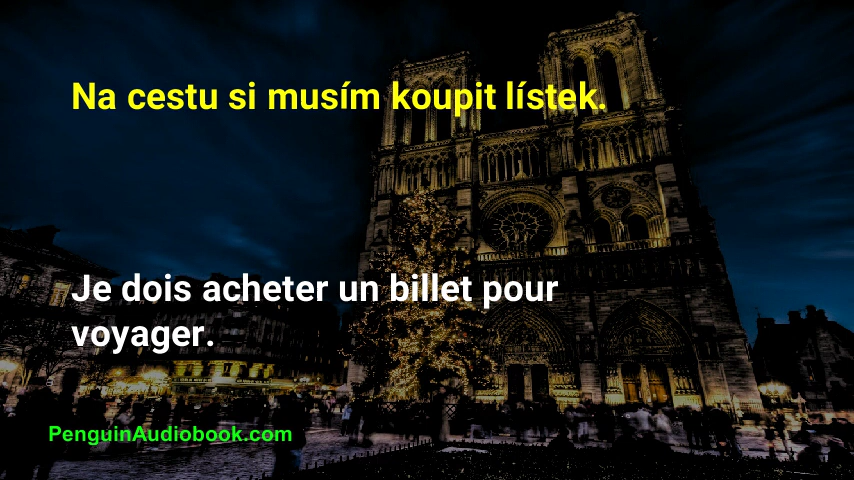 Na cestu si musím koupit lístek.
Je dois acheter un billet pour
voyager.
PenguinAudiobook.com